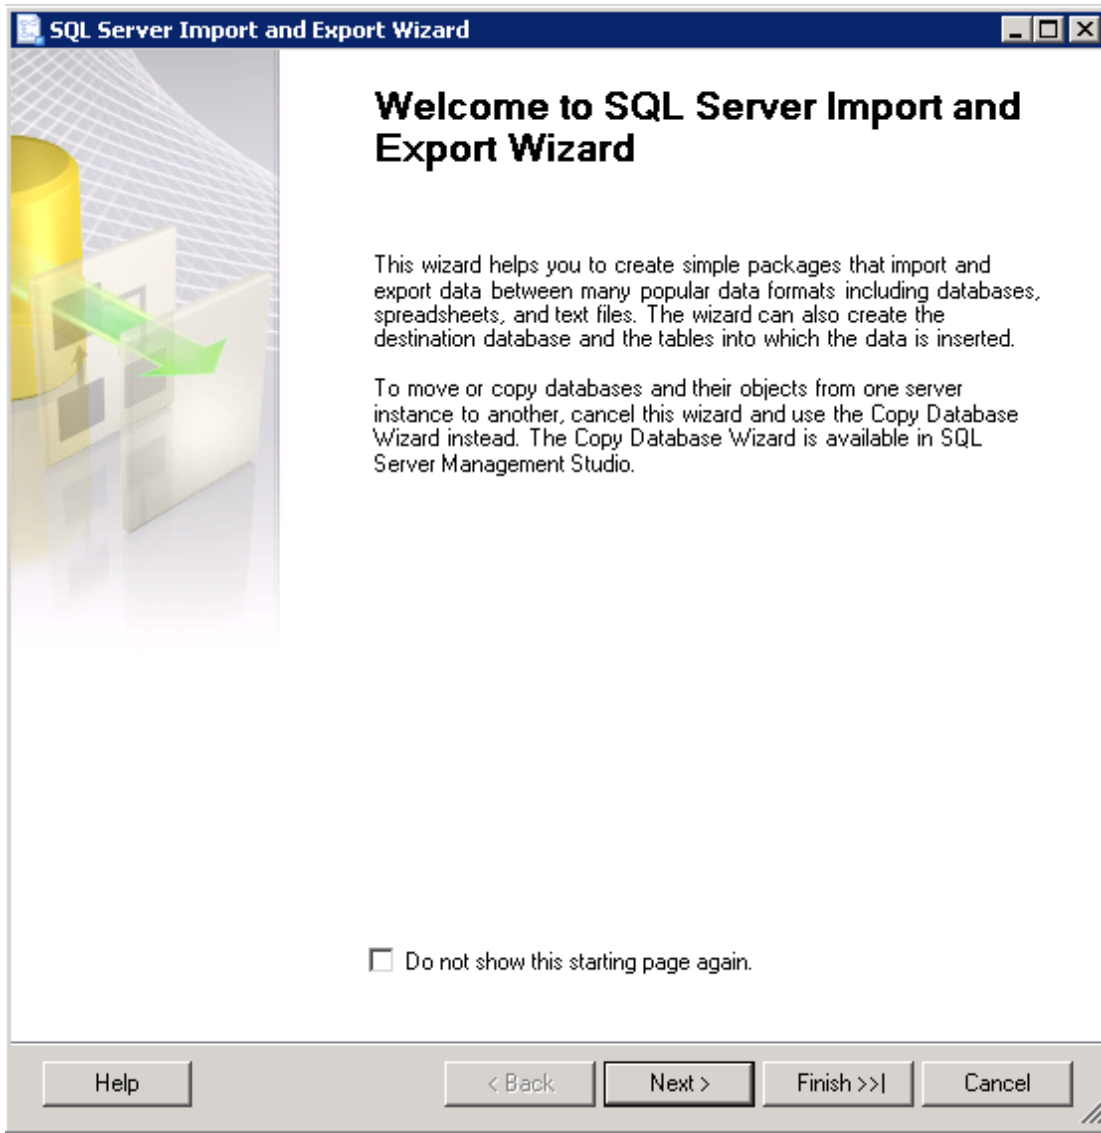 SQL Server Import and Export Wizard
Welcome to SQL Server Import and
Export Wizard
This wizard helps you to create simple packages that import and
export data between many popular data formats including databases,
spreadsheets, and text files. The wizard can also create the
destination database and the tables into which the data is inserted.
To move or copy databases and their objects from one server
instance to another, cancel this wizard and use the Copy Database
Wizard instead. The Copy Database Wizard is available in SQL
Server Management Studio.
Do not show this starting page again.
Help
< Back
Next >
Finish >>|
Cancel